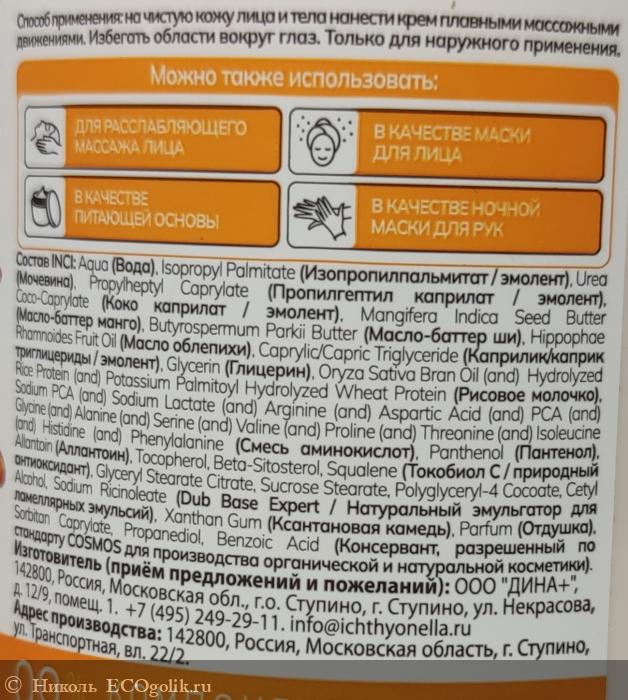 Способ применения: на чистую кожу лица и тела нанести крем плавными массажными
движениями. Избегать области вокруг глаз. Только для наружного применения.
Можно также использовать:
ДЛЯ РАССЛАБЛЯЮЩЕГО
МАССАЖА ЛИЦА
В КАЧЕСТВЕ МАСКИ
ДЛЯ ЛИЦА
В КАЧЕСТВЕ
ПИТАЮЩЕЙ ОСНОВЫ
В КАЧЕСТВЕ НОЧНОЙ
МАСКИ ДЛЯ РУК
Состав INCI: Aqua (Вода), Isopropyl Palmitate (Изопропилпальмитат / эмолент), Urea
(Мочевина), Propylheptyl Caprylate (Пропилгептил каприлат / эмолент),
Coco-Caprylate (Коко каприлат / эмолент), Mangifera Indica Seed Butter
(Масло-баттер манго), Butyrospermum Parkii Butter (Масло-баттер ши), Hippophae
Rhamnoides Fruit Oil (Масло облепихи), Caprylic/Capric Triglyceride (Каприлик/каприк
триглицериды / эмолент), Glycerin (Глицерин), Oryza Sativa Bran Oil (and) Hydrolyzed
Rice Protein (and) Potassium Palmitoyl Hydrolyzed Wheat Protein (Рисовое молочко),
Sodium PCA (and) Sodium Lactate (and) Arginine (and) Aspartic Acid (and) PCA (and)
Glycine (and) Alanine (and) Serine (and) Valine (and) Proline (and) Threonine (and) Isoleucine
(and) Histidine (and) Phenylalanine (Смесь аминокислот), Panthenol (Пантенол),
Allantoin (Аллантоин), Tocopherol, Beta-Sitosterol, Squalene (Токобиол С / природный
антиоксидант), Glyceryl Stearate Citrate, Sucrose Stearate, Polyglyceryl-4 Cocoate, Cetyl
Alcohol, Sodium Ricinoleate (Dub Base Expert / Натуральный эмульгатор для
ламеллярных эмульсий), Xanthan Gum (Ксантановая камедь), Parfum (Отдушка),
Sorbitan Caprylate, Propanediol, Benzoic Acid (Консервант, разрешенный по
стандарту COSMOS для производства органической и натуральной косметики).
Изготовитель (приём предложений и пожеланий): ООО "ДИНА+",
142800, Россия, Московская обл., г.о. Ступино, г. Ступино, ул. Некрасова,
д. 12/9, помещ. 1. +7 (495) 249-29-11. info@ichthyonella.ru
Адрес производства: 142800, Россия, Московская область, г. Ступино,
ул. Транспортная, вл. 22/2.
© Николь ECOgolik.ru